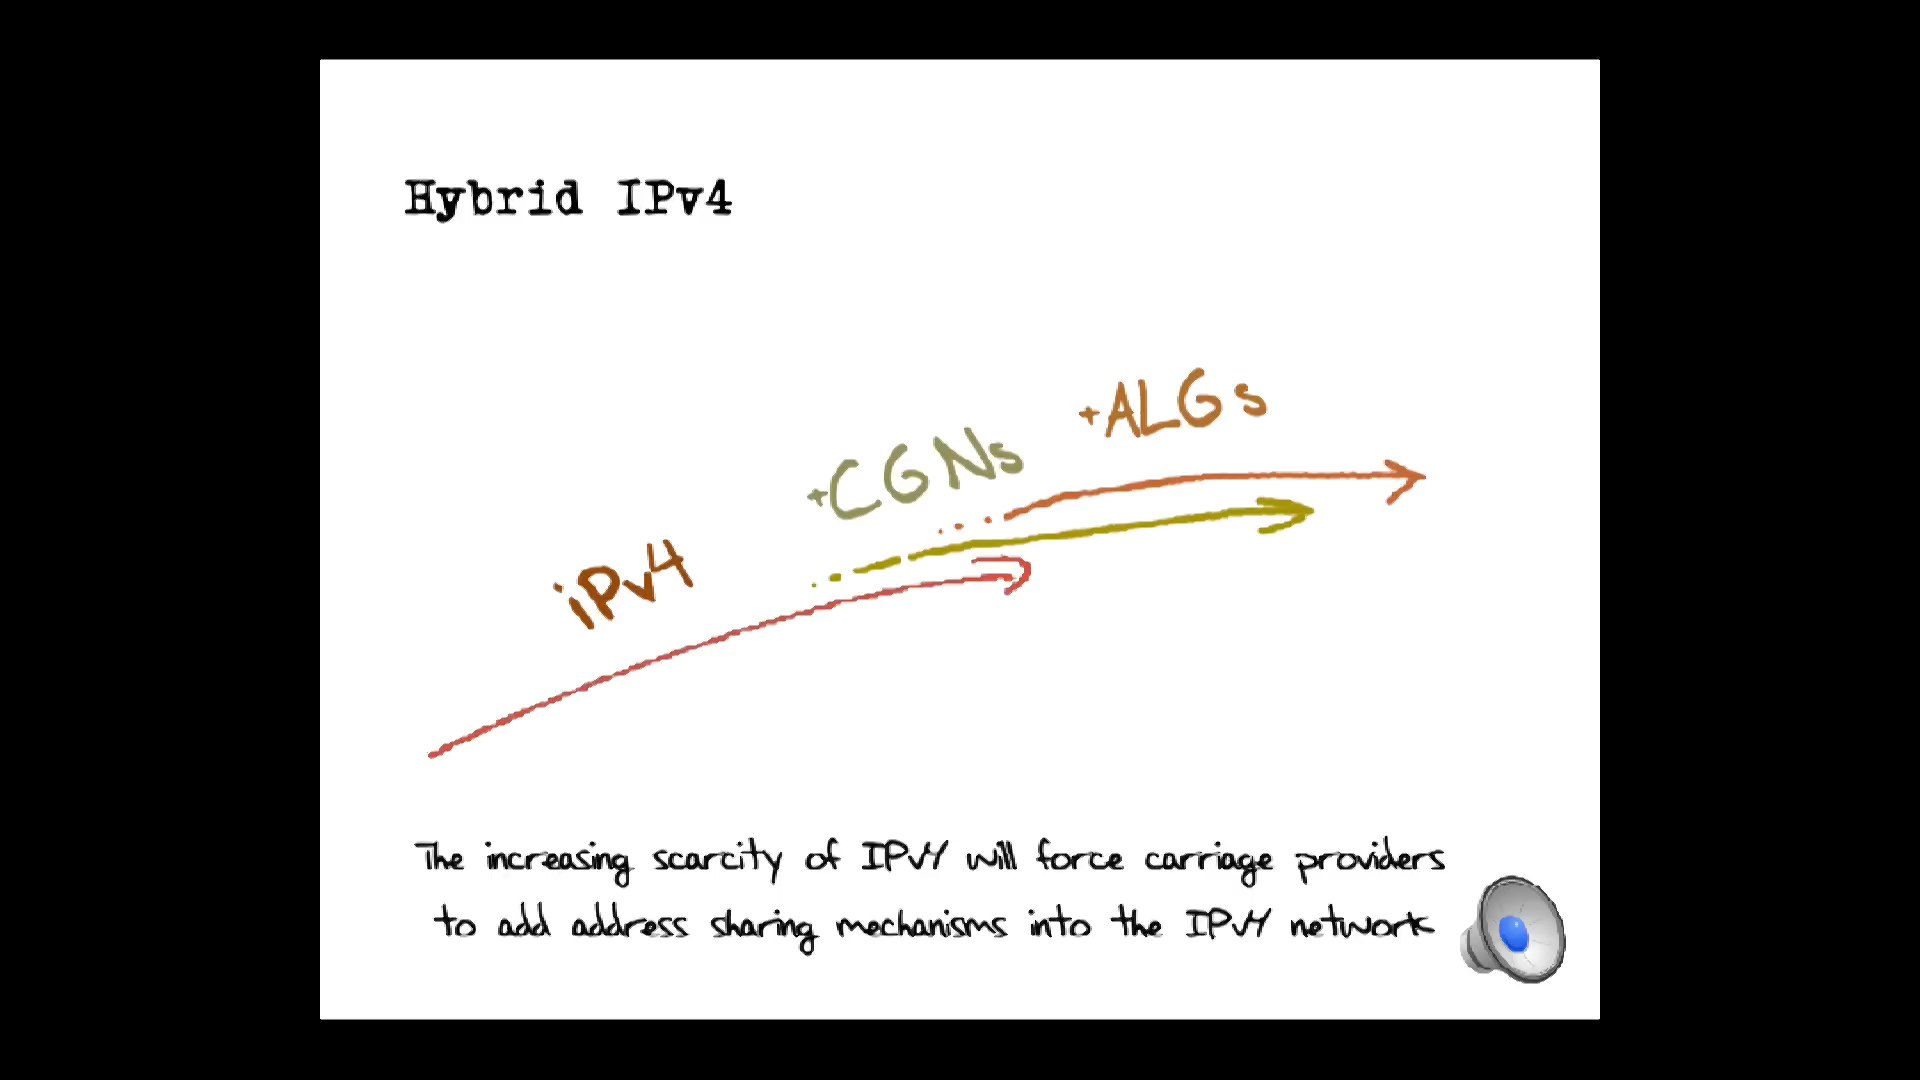 Hybrid IPv4
+ALGs
+CGNs
iPv4
The increasing scarcity of IPv4 will force carriage providers
to add address sharing mechanisms into the IPv4 network